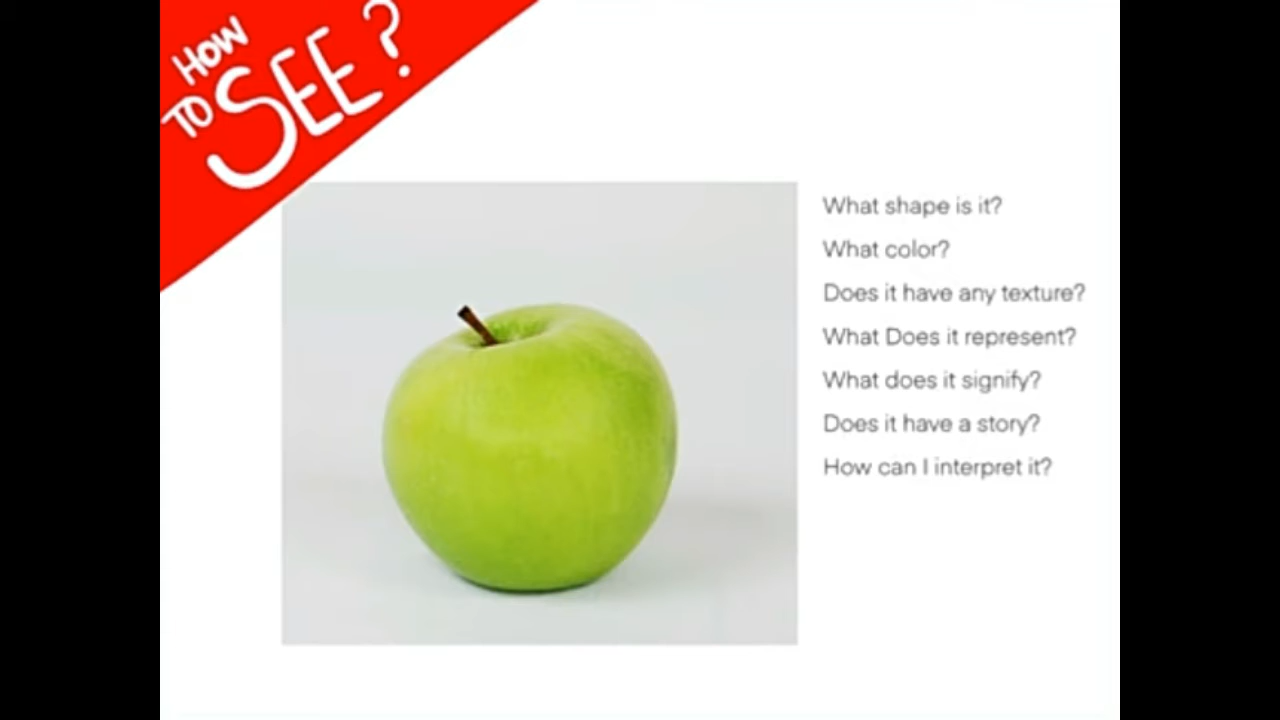 HOW
TO SEE?
What shape is it?
What color?
Does it have any texture?
What Does it represent?
What does it signify?
Does it have a story?
How can I interpret it?